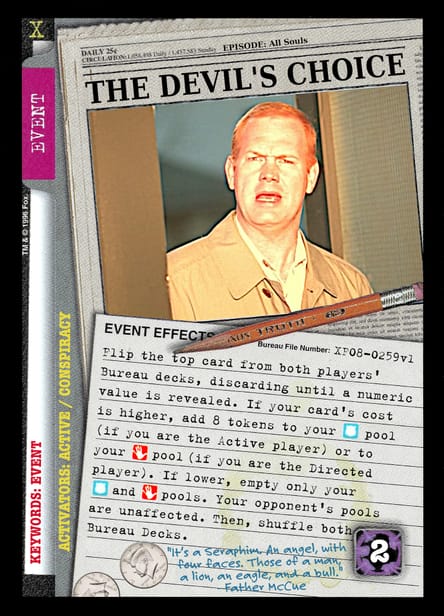 X
EVENT
TM & © 1996 Fox.
KEYWORDS: EVENT
ACTIVATORS: ACTIVE / CONSPIRACY
DAILY 25¢
EPISODE: All Souls
THE DEVIL'S CHOICE
EVENT EFFECTS
Bureau File Number: XF08-0259v1
Flip the top card from both players'
Bureau decks, discarding until a numeric
value is revealed. If your card's cost
is higher, add 8 tokens to your pool
(if you are the Active player) or to
your pool (if you are the Directed
player). If lower, empty only your
and pools. Your opponent's pools
are unaffected. Then, shuffle both
Bureau Decks.
2
"It's a Seraphim. An angel, with
four faces. Those of a man,
a lion, an eagle, and a bull."
Father McCue